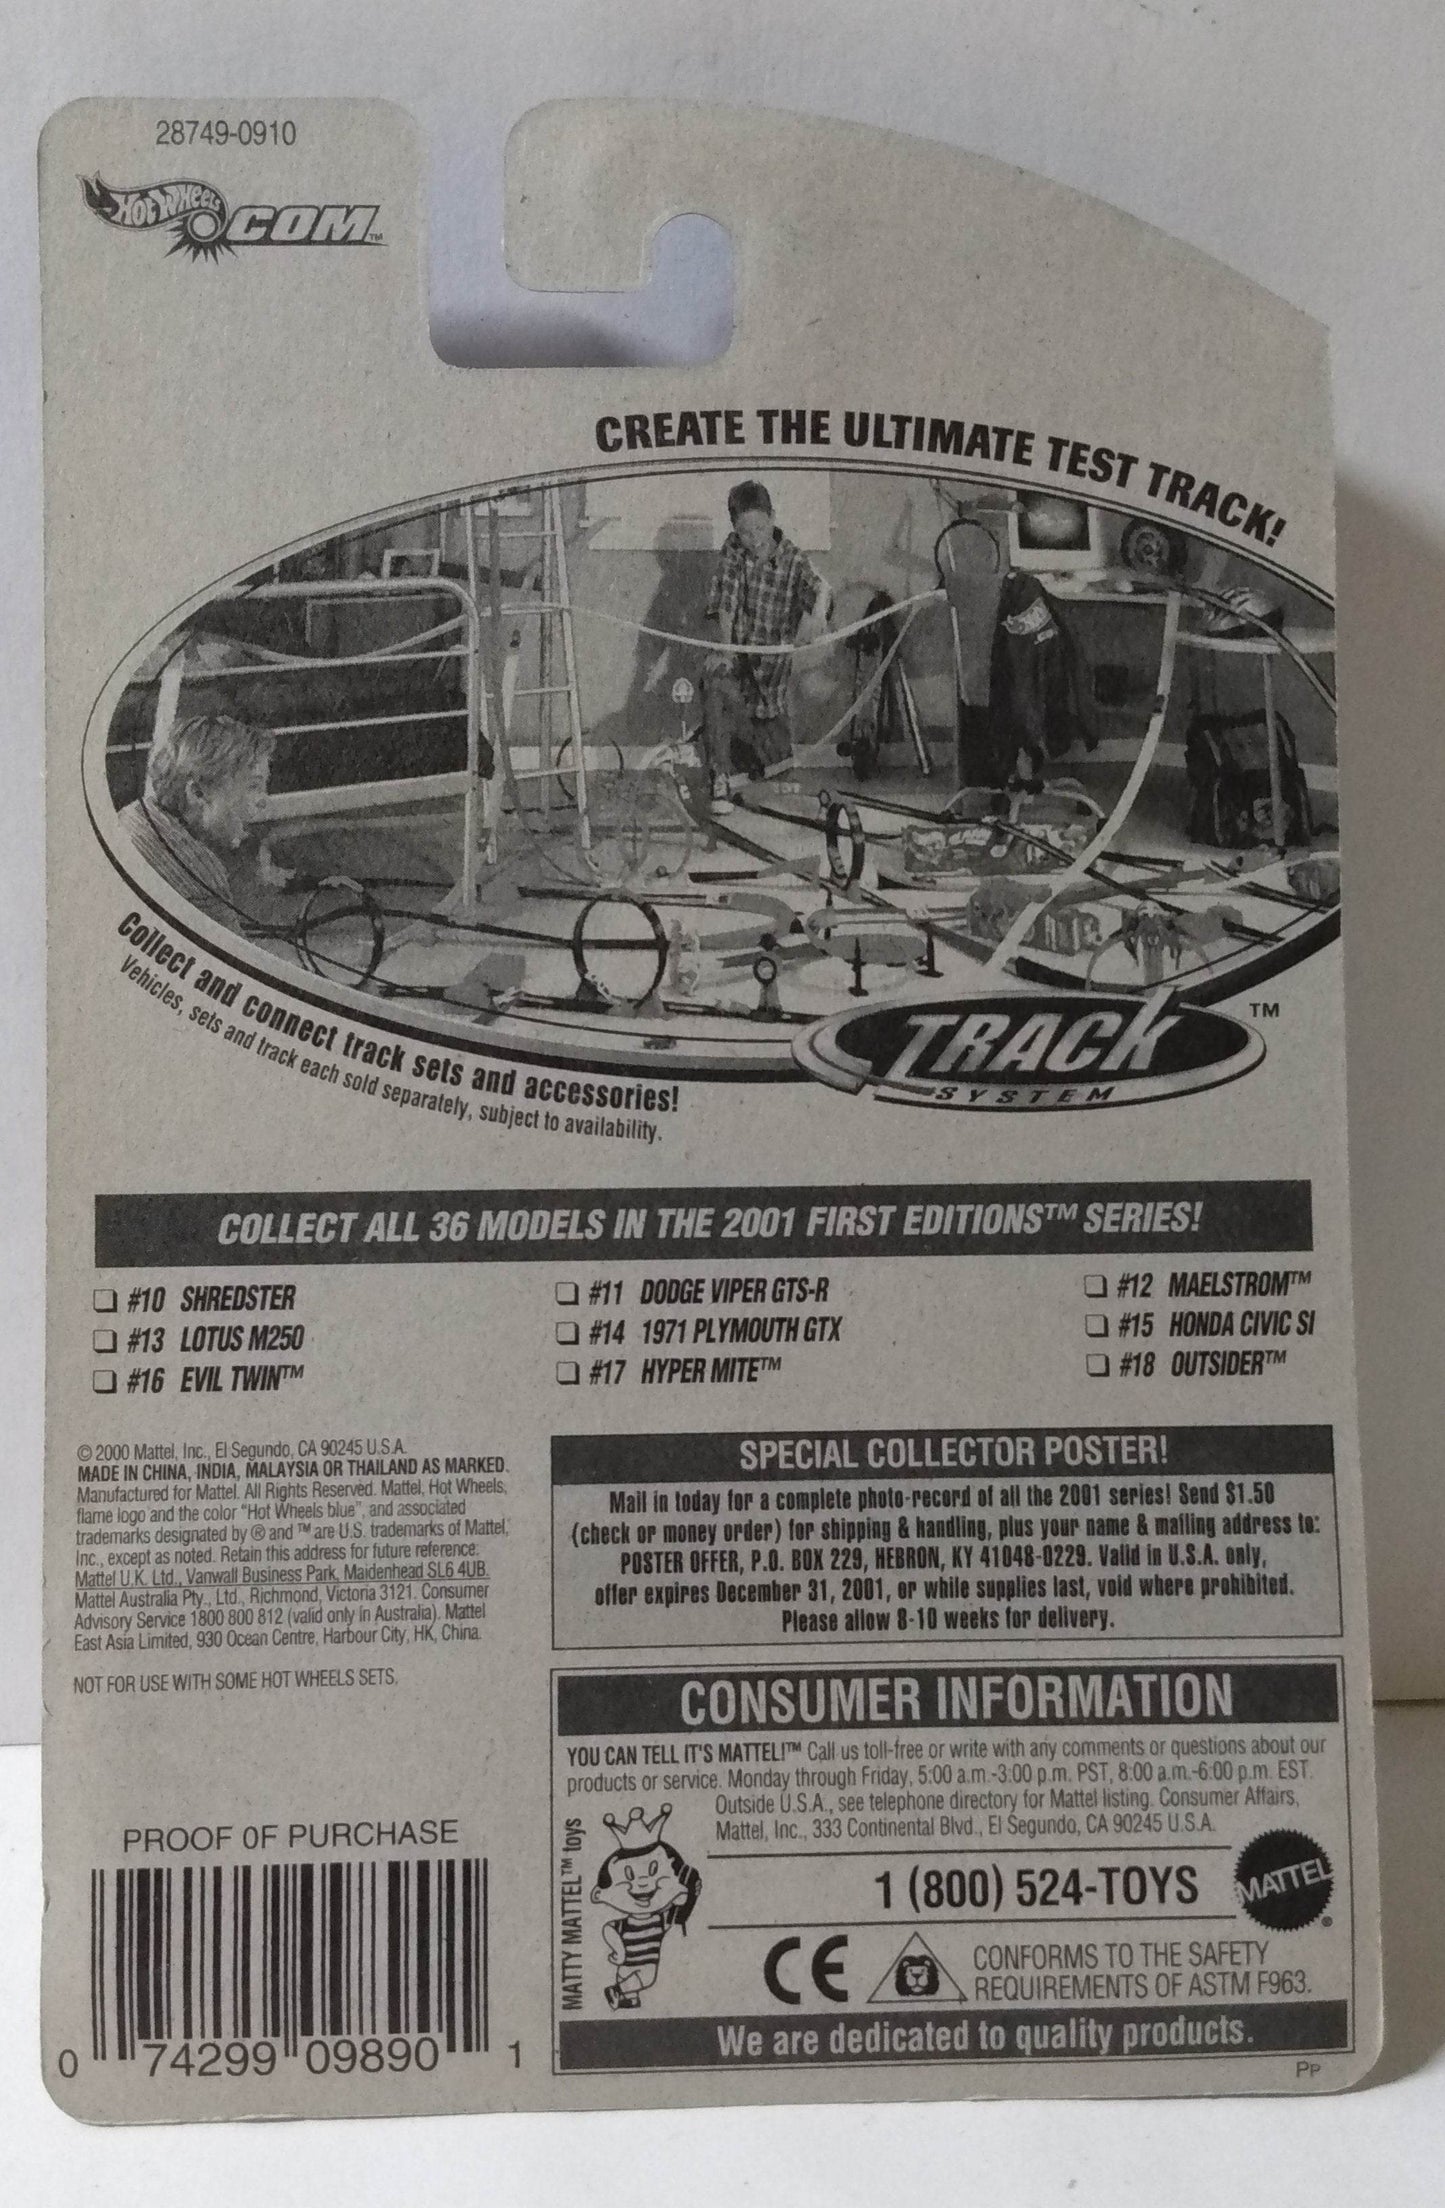 28749-0910
HOT WHEELS .COM™
CREATE THE ULTIMATE TEST TRACK!
Collect and connect track sets and accessories!
Vehicles, sets and track each sold separately, subject to availability.
TRACK ™
SYSTEM
COLLECT ALL 36 MODELS IN THE 2001 FIRST EDITIONS™ SERIES!
#10 SHREDSTER
#11 DODGE VIPER GTS-R
#12 MAELSTROM™
#13 LOTUS M250
#14 1971 PLYMOUTH GTX
#15 HONDA CIVIC SI
#16 EVIL TWIN™
#17 HYPER MITE™
#18 OUTSIDER™
© 2000 Mattel, Inc., El Segundo, CA 90245 U.S.A.
MADE IN CHINA, INDIA, MALAYSIA OR THAILAND AS MARKED.
Manufactured for Mattel. All Rights Reserved. Mattel, Hot Wheels,
flame logo and the color "Hot Wheels blue", and associated
trademarks designated by ® and ™ are U.S. trademarks of Mattel,
Inc., except as noted. Retain this address for future reference:
Mattel U.K. Ltd., Vanwall Business Park, Maidenhead SL6 4UB.
Mattel Australia Pty., Ltd., Richmond, Victoria 3121. Consumer
Advisory Service 1800 800 812 (valid only in Australia). Mattel
East Asia Limited, 930 Ocean Centre, Harbour City, HK, China.
NOT FOR USE WITH SOME HOT WHEELS SETS.
PROOF OF PURCHASE
0 74299 09890 1
SPECIAL COLLECTOR POSTER!
Mail in today for a complete photo-record of all the 2001 series! Send $1.50
(check or money order) for shipping & handling, plus your name & mailing address to:
POSTER OFFER, P.O. BOX 229, HEBRON, KY 41048-0229. Valid in U.S.A. only,
offer expires December 31, 2001, or while supplies last, void where prohibited.
Please allow 8-10 weeks for delivery.
CONSUMER INFORMATION
YOU CAN TELL IT'S MATTEL!™ Call us toll-free or write with any comments or questions about our
products or service. Monday through Friday, 5:00 a.m.-3:00 p.m. PST, 8:00 a.m.-6:00 p.m. EST.
Outside U.S.A., see telephone directory for Mattel listing. Consumer Affairs,
Mattel, Inc., 333 Continental Blvd., El Segundo, CA 90245 U.S.A.
MATTY MATTEL™ toys
1 (800) 524-TOYS
MATTEL ®
CE
CONFORMS TO THE SAFETY
REQUIREMENTS OF ASTM F963.
We are dedicated to quality products.
PP